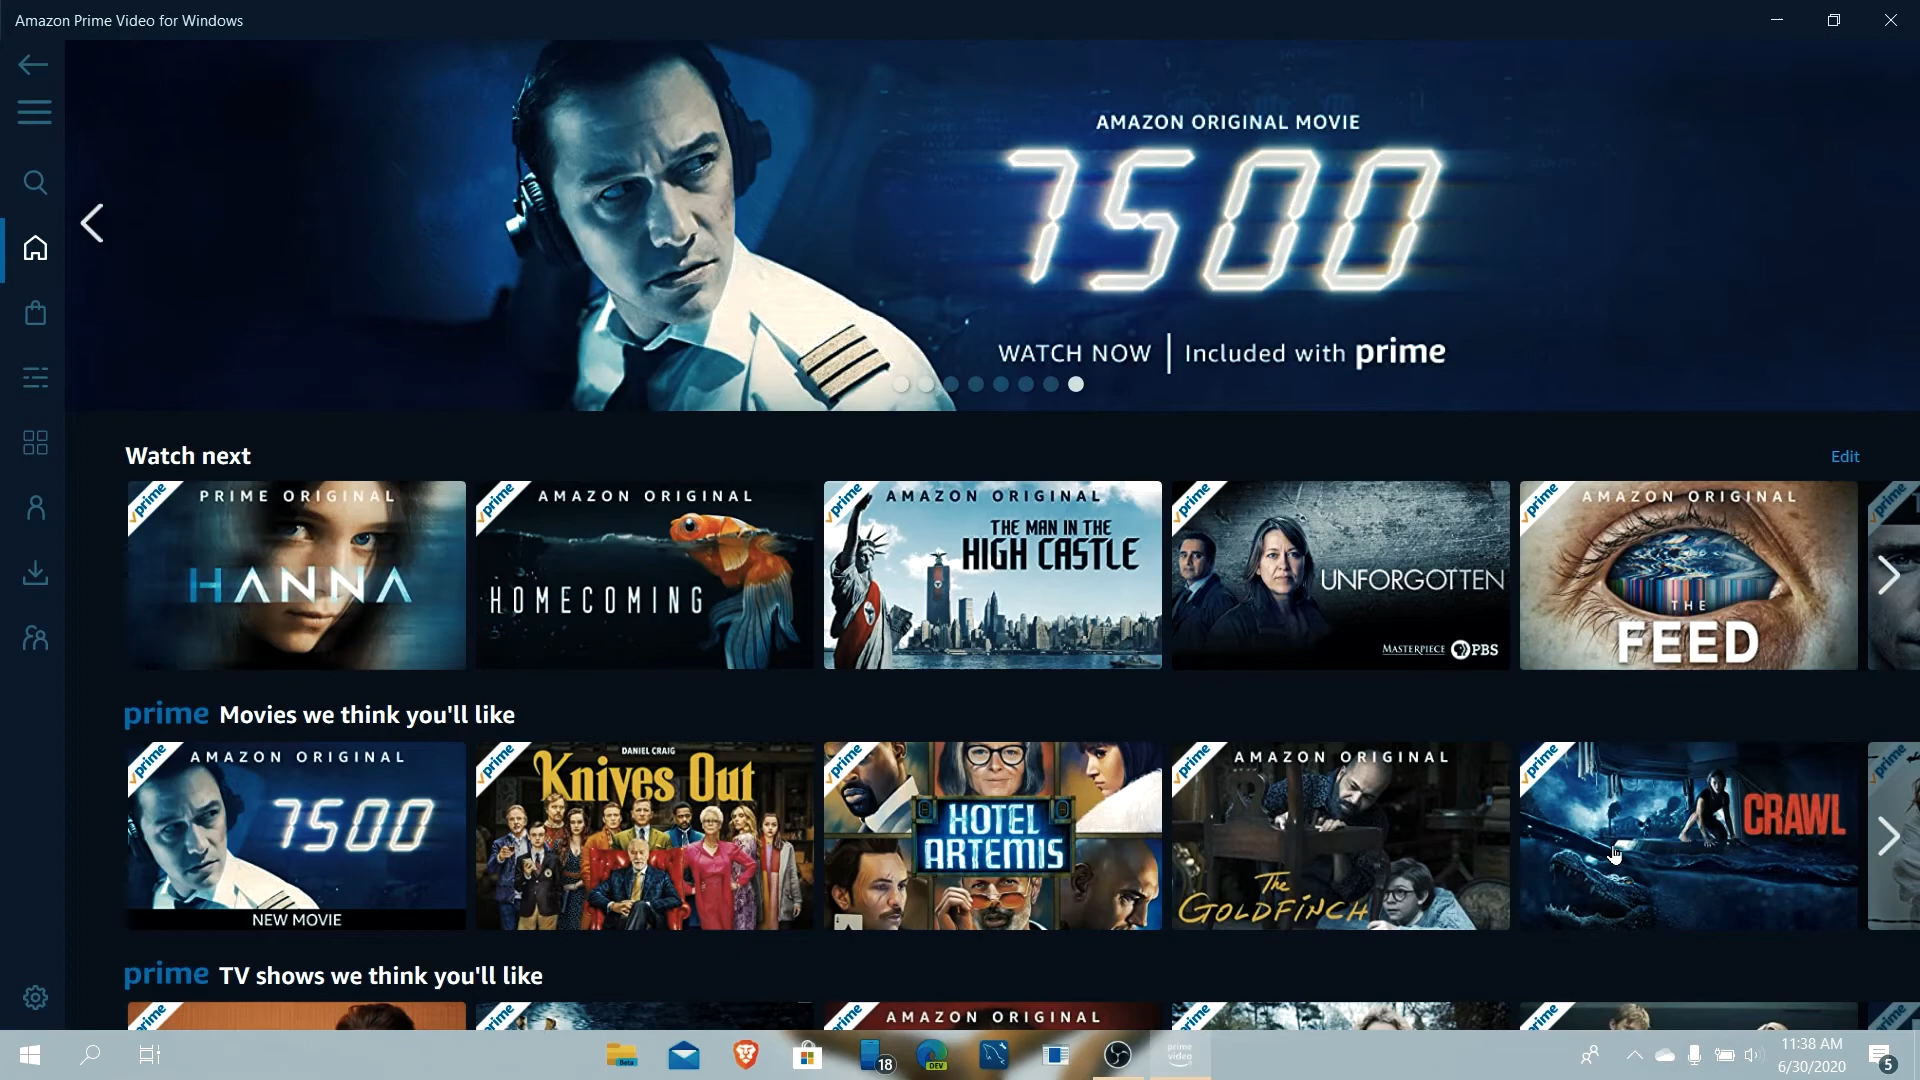 Amazon Prime Video for Windows
AMAZON ORIGINAL MOVIE
7500
WATCH NOW | Included with prime
Watch next
Edit
prime
PRIME ORIGINAL
HANNA
prime
AMAZON ORIGINAL
HOMECOMING
prime
AMAZON ORIGINAL
THE MAN IN THE
HIGH CASTLE
prime
UNFORGOTTEN
MASTERPIECE PBS
prime
AMAZON ORIGINAL
THE
FEED
prime
prime Movies we think you'll like
prime
AMAZON ORIGINAL
7500
NEW MOVIE
prime
DANIEL CRAIG
Knives Out
prime
HOTEL
ARTEMIS
prime
AMAZON ORIGINAL
The
GOLDFINCH
prime
CRAWL
prime
prime TV shows we think you'll like
prime
prime
prime
AMAZON ORIGINAL
prime
prime
prime
Beta
18
DEV
prime
video
11:38 AM
6/30/2020
5